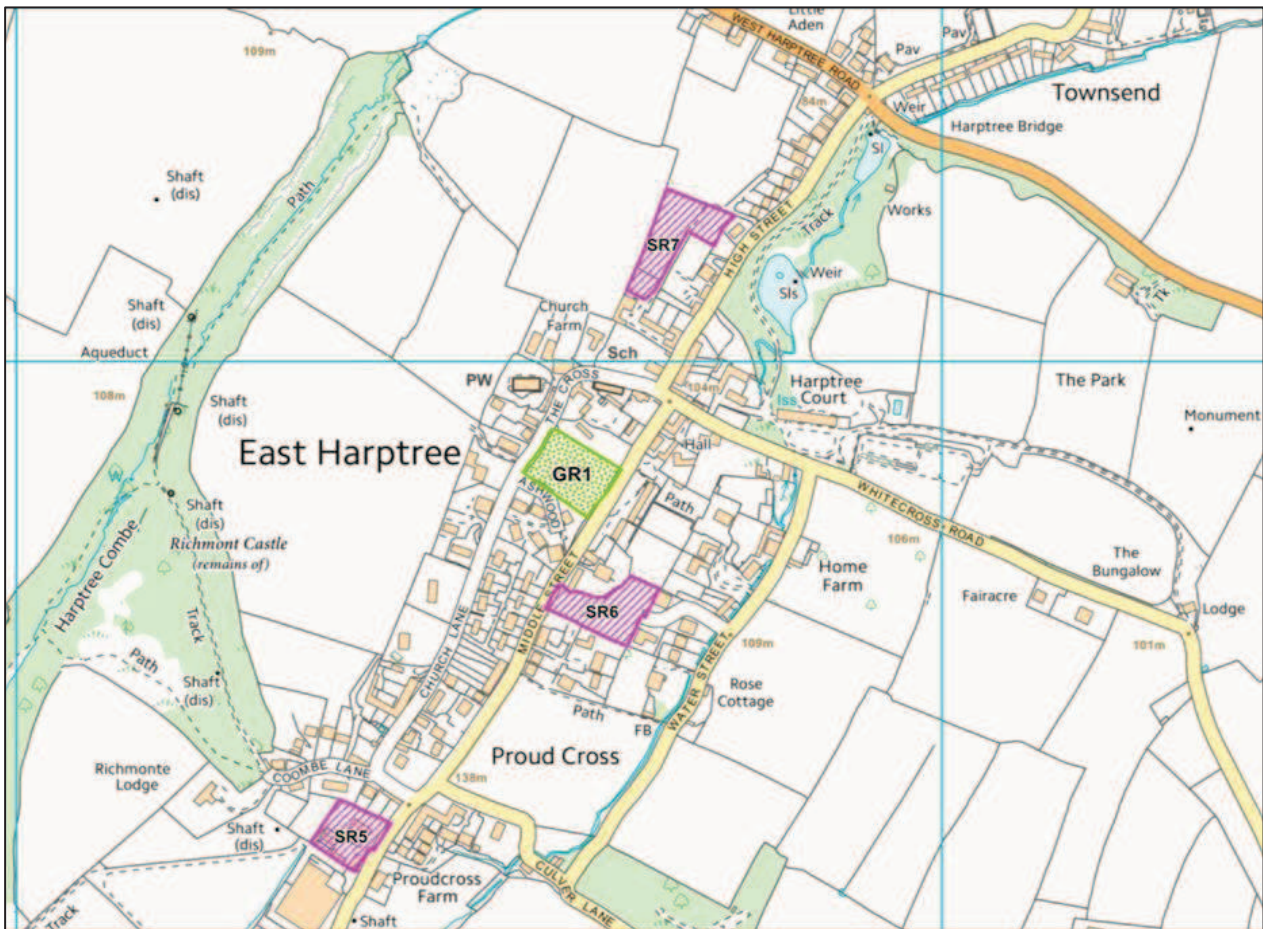 Little
Aden
109m
WEST HARPTREE ROAD
Pav
Pav
Townsend
84m
Weir
Harptree Bridge
Sl
Shaft
(dis)
Path
Works
Track
SR7
HIGH STREET
Weir
Sls
Tk
Shaft
(dis)
Church
Farm
Aqueduct
Sch
108m
PW
THE CROSS
104m
Harptree
Court
The Park
Iss
Shaft
(dis)
Monument
East Harptree
Hall
GR1
ASHWOOD
Path
WHITECROSS ROAD
Shaft
(dis)
Richmont Castle
(remains of)
106m
Harptree Combe
Home
Farm
The
Bungalow
MIDDLE STREET
SR6
Fairacre
Lodge
CHURCH LANE
109m
101m
Track
WATER STREET
Path
Shaft
(dis)
Rose
Cottage
Path
FB
Proud Cross
Richmonte
Lodge
COOMBE LANE
138m
Shaft
(dis)
SR5
Proudcross
Farm
CULVER LANE
Track
Shaft